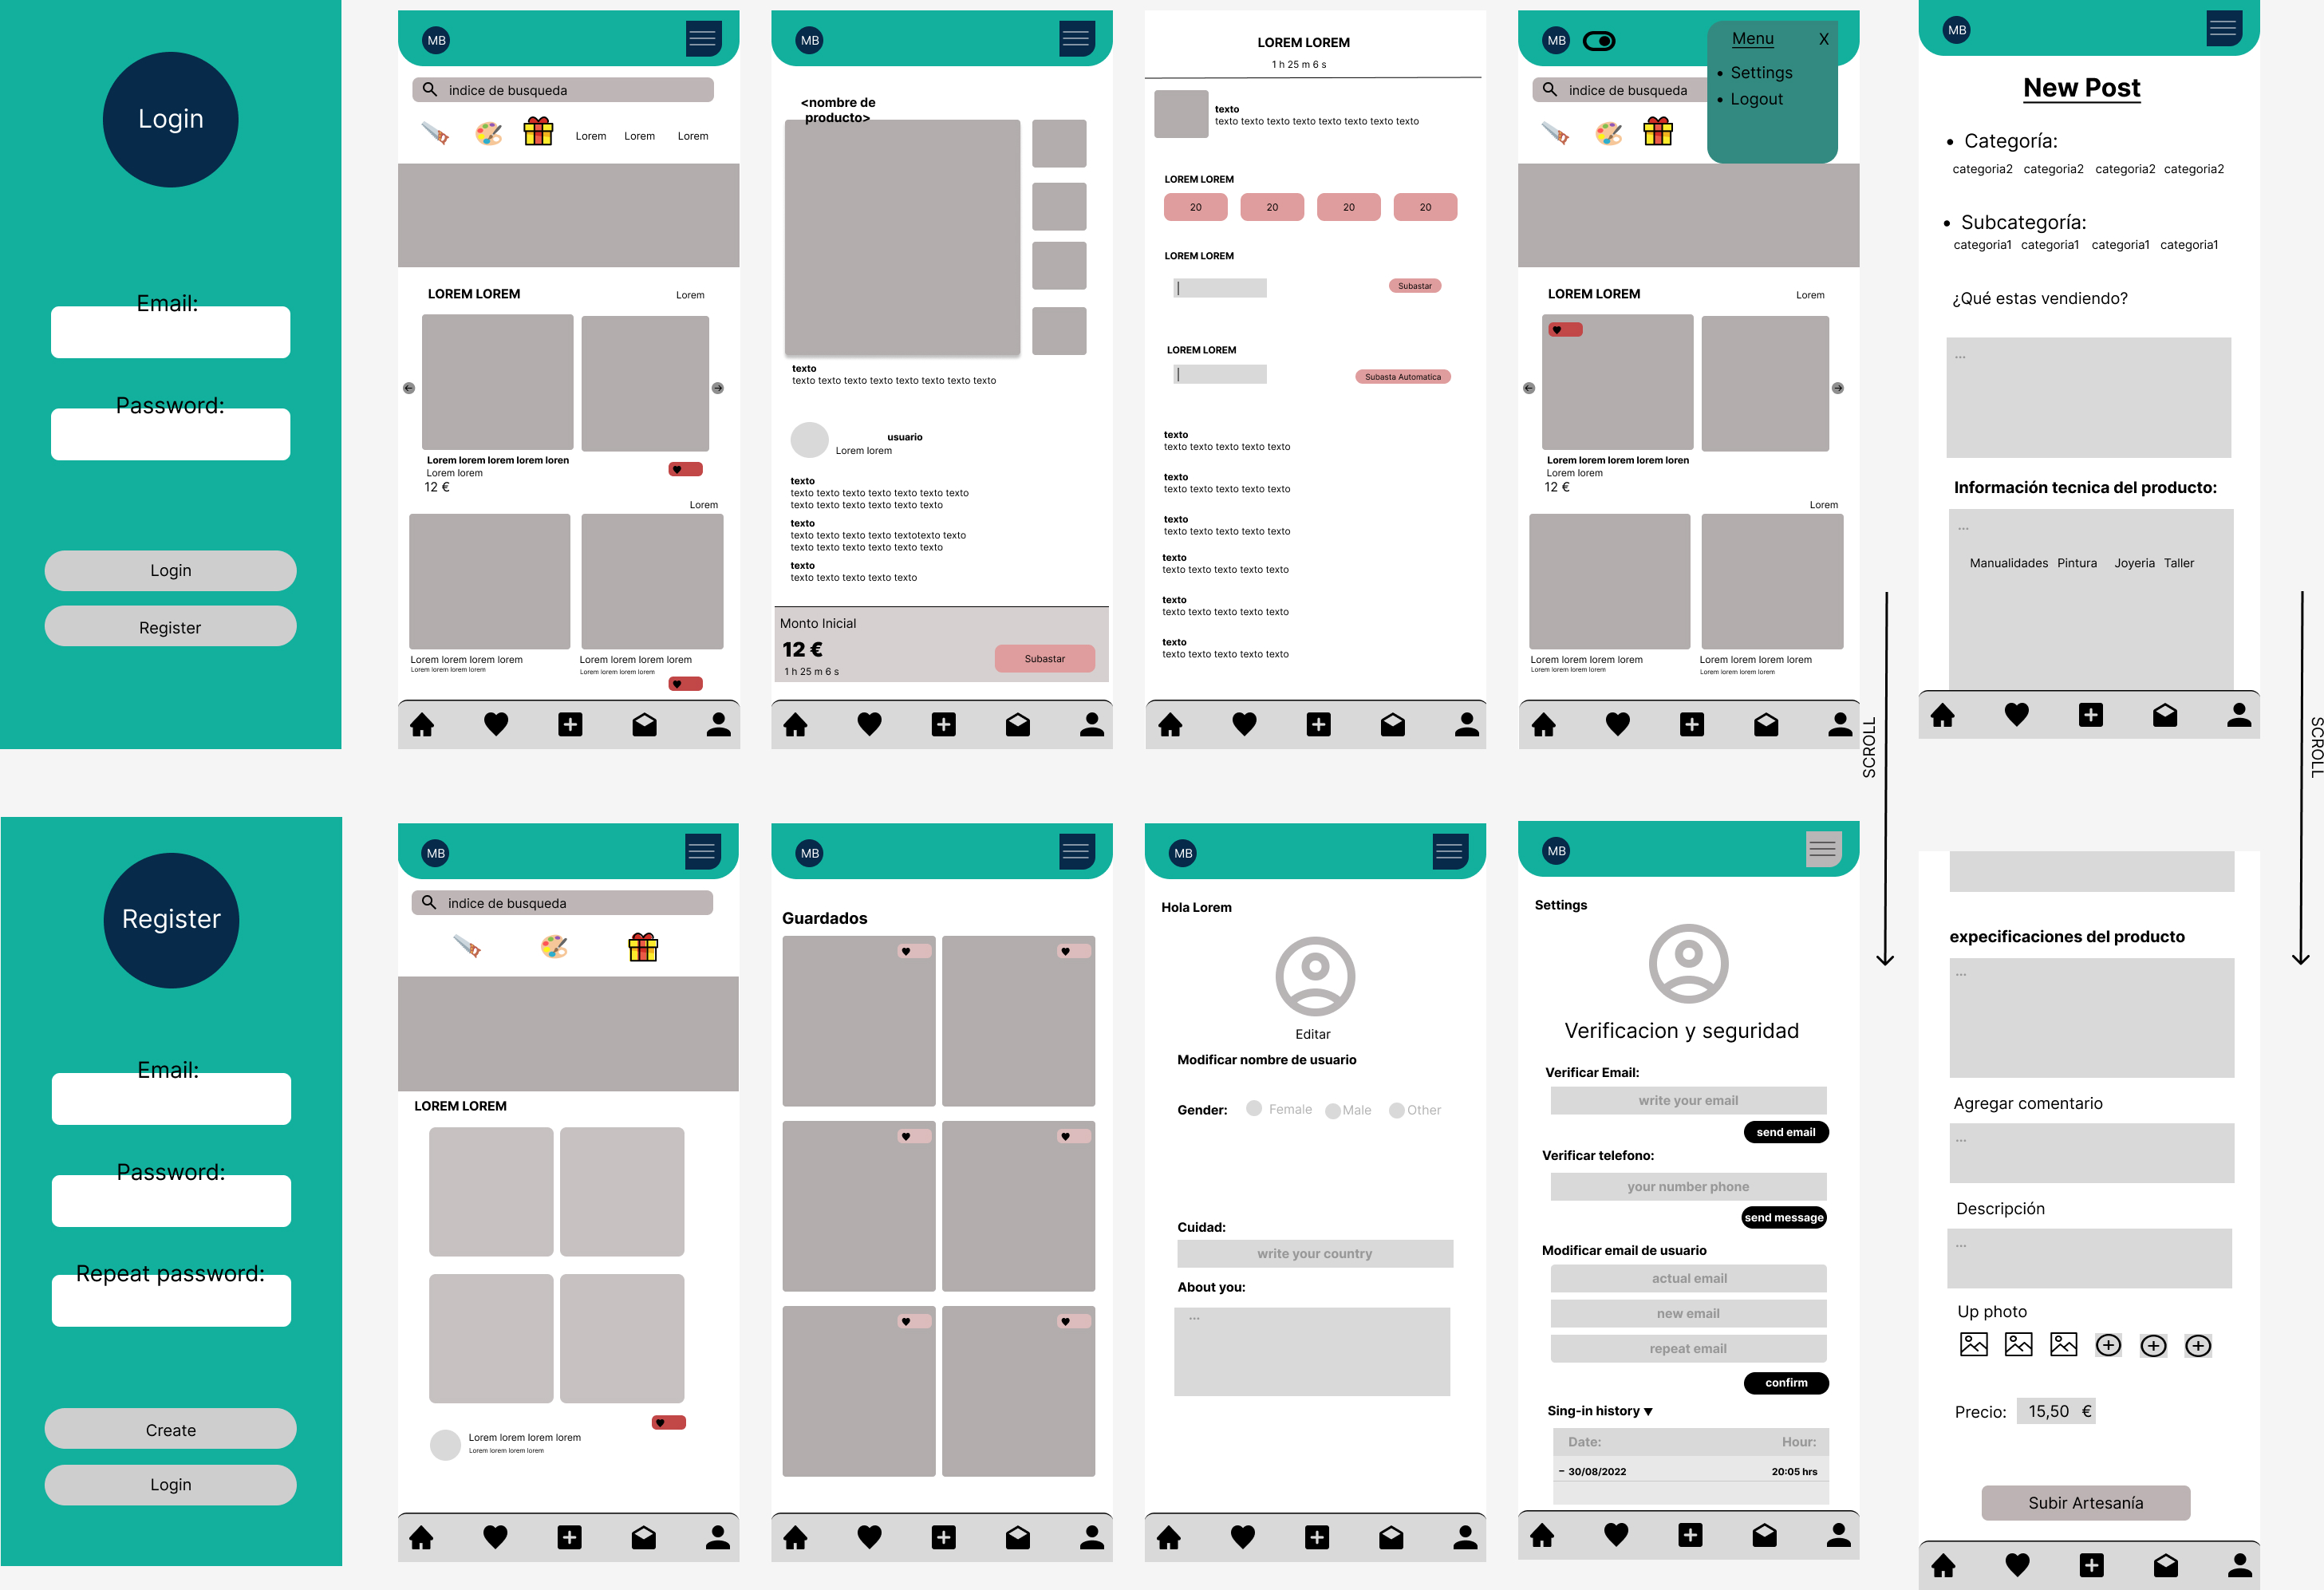 Login
Email:
Password:
Login
Register
MB
indice de busqueda
Lorem Lorem Lorem
LOREM LOREM
Lorem
Lorem lorem lorem lorem loren
Lorem lorem
12 €
Lorem
Lorem lorem lorem lorem
Lorem lorem lorem lorem
Lorem lorem lorem lorem
Lorem lorem lorem lorem
MB
<nombre de
producto>
texto
texto texto texto texto texto texto texto texto
usuario
Lorem lorem
texto
texto texto texto texto texto texto texto
texto texto texto texto texto texto
texto
texto texto texto texto textotexto texto
texto texto texto texto texto texto
texto
texto texto texto texto texto
Monto Inicial
12 €
1 h 25 m 6 s
Subastar
LOREM LOREM
1 h 25 m 6 s
texto
texto texto texto texto texto texto texto texto
LOREM LOREM
20 20 20 20
LOREM LOREM
Subastar
LOREM LOREM
Subasta Automatica
texto
texto texto texto texto texto
texto
texto texto texto texto texto
texto
texto texto texto texto texto
texto
texto texto texto texto texto
texto
texto texto texto texto texto
texto
texto texto texto texto texto
MB
Menu X
• Settings
• Logout
indice de busqueda
LOREM LOREM
Lorem
Lorem lorem lorem lorem loren
Lorem lorem
12 €
Lorem
Lorem lorem lorem lorem
Lorem lorem lorem lorem
Lorem lorem lorem lorem
Lorem lorem lorem lorem
SCROLL
MB
New Post
• Categoría:
categoria2 categoria2 categoria2 categoria2
• Subcategoría:
categoria1 categoria1 categoria1 categoria1
¿Qué estas vendiendo?
...
Información tecnica del producto:
...
Manualidades Pintura Joyeria Taller
SCROLL
Register
Email:
Password:
Repeat password:
Create
Login
MB
indice de busqueda
LOREM LOREM
Lorem lorem lorem lorem
Lorem lorem lorem lorem
MB
Guardados
MB
Hola Lorem
Editar
Modificar nombre de usuario
Gender: Female Male Other
Cuidad:
write your country
About you:
...
MB
Settings
Verificacion y seguridad
Verificar Email:
write your email
send email
Verificar telefono:
your number phone
send message
Modificar email de usuario
actual email
new email
repeat email
confirm
Sing-in history ▼
Date: Hour:
– 30/08/2022 20:05 hrs
expecificaciones del producto
...
Agregar comentario
...
Descripción
...
Up photo
Precio: 15,50 €
Subir Artesanía